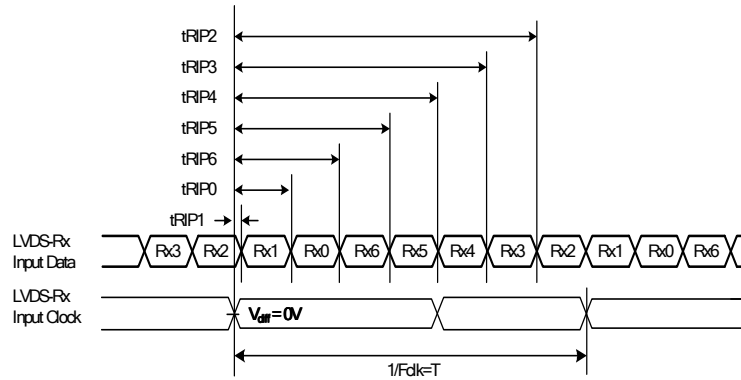 tRIP2
tRIP3
tRIP4
tRIP5
tRIP6
tRIP0
tRIP1
LVDS-Rx
Input Data
Rx3 Rx2 Rx1 Rx0 Rx6 Rx5 Rx4 Rx3 Rx2 Rx1 Rx0 Rx6
LVDS-Rx
Input Clock
Vdiff = 0V
1/Fclk=T